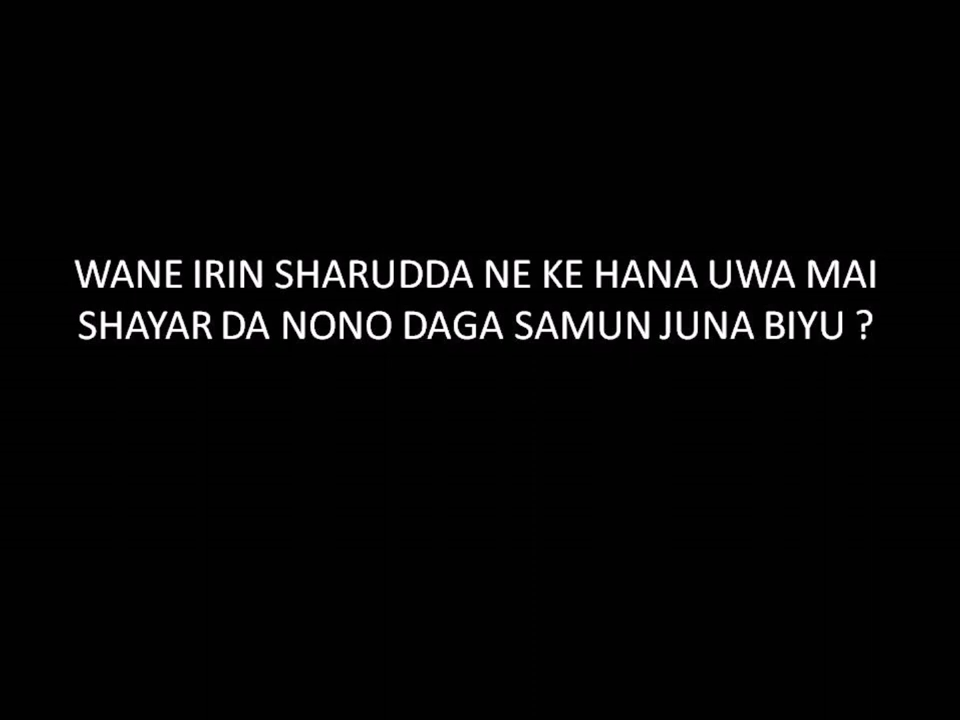 WANE IRIN SHARUDDA NE KE HANA UWA MAI
SHAYAR DA NONO DAGA SAMUN JUNA BIYU ?